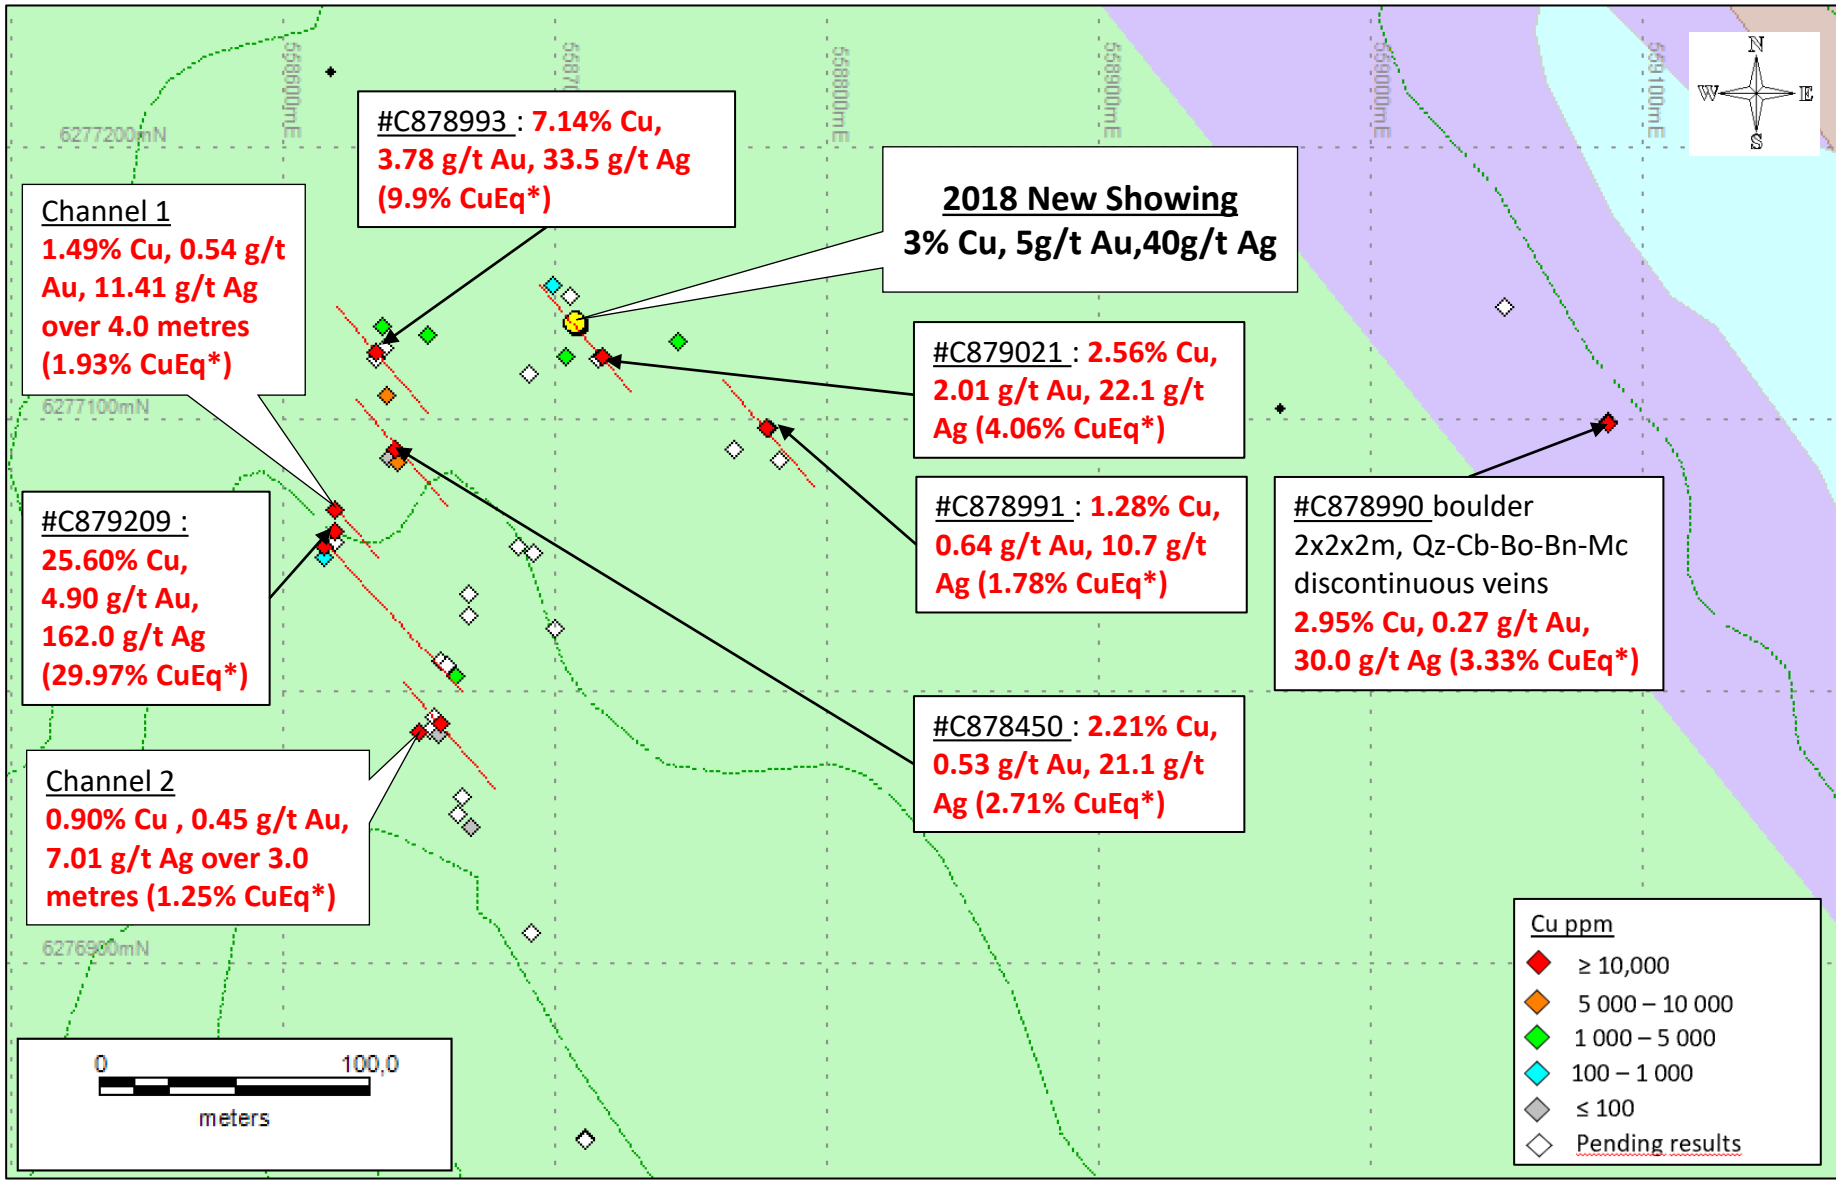 558600mE
55870
558800mE
558900mE
559000mE
559100mE
N
W E
S
6277200mN
#C878993 : 7.14% Cu,
3.78 g/t Au, 33.5 g/t Ag
(9.9% CuEq*)
2018 New Showing
3% Cu, 5g/t Au,40g/t Ag
Channel 1
1.49% Cu, 0.54 g/t
Au, 11.41 g/t Ag
over 4.0 metres
(1.93% CuEq*)
#C879021 : 2.56% Cu,
2.01 g/t Au, 22.1 g/t
Ag (4.06% CuEq*)
6277100mN
#C879209 :
25.60% Cu,
4.90 g/t Au,
162.0 g/t Ag
(29.97% CuEq*)
#C878991 : 1.28% Cu,
0.64 g/t Au, 10.7 g/t
Ag (1.78% CuEq*)
#C878990 boulder
2x2x2m, Qz-Cb-Bo-Bn-Mc
discontinuous veins
2.95% Cu, 0.27 g/t Au,
30.0 g/t Ag (3.33% CuEq*)
#C878450 : 2.21% Cu,
0.53 g/t Au, 21.1 g/t
Ag (2.71% CuEq*)
Channel 2
0.90% Cu , 0.45 g/t Au,
7.01 g/t Ag over 3.0
metres (1.25% CuEq*)
6276900mN
0 100,0
meters
Cu ppm
≥ 10,000
5 000 – 10 000
1 000 – 5 000
100 – 1 000
≤ 100
Pending results